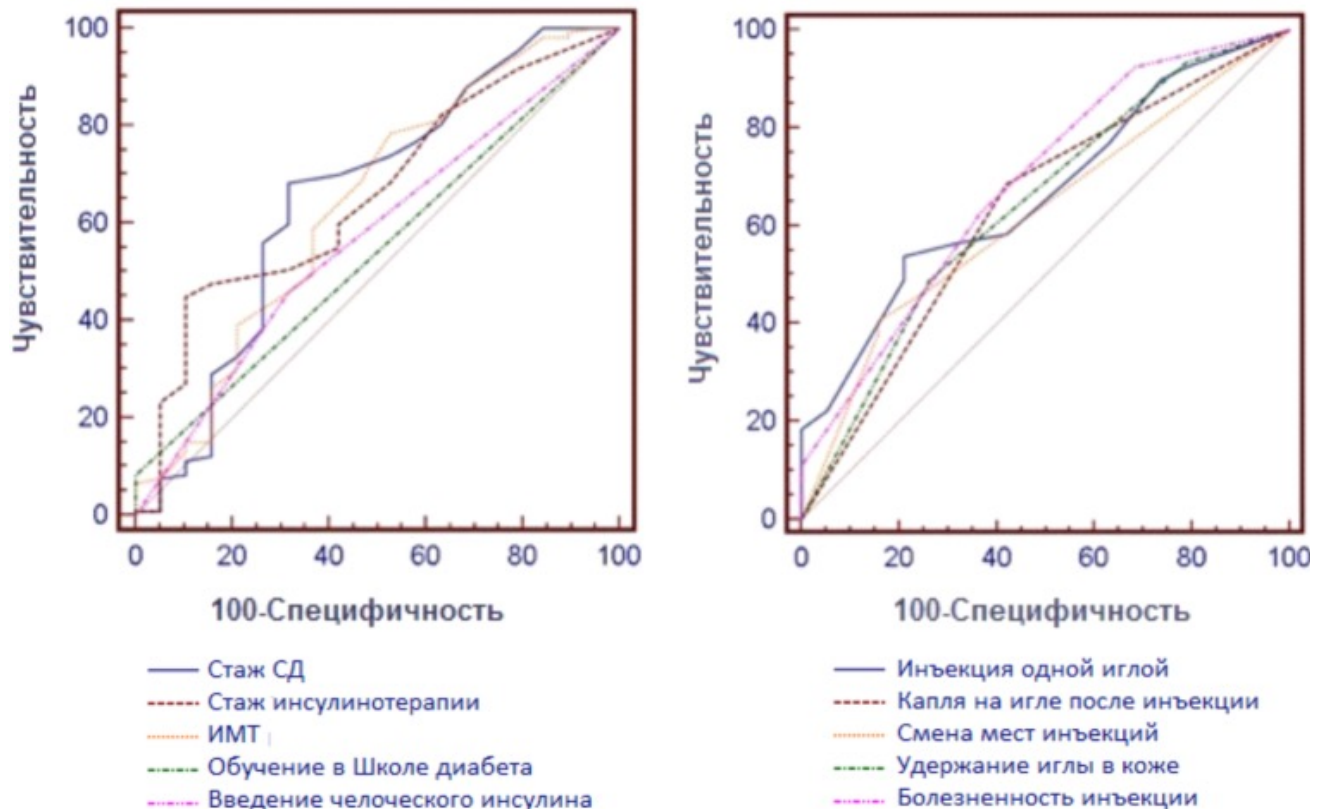 Чувствительность
100
80
60
40
20
0
0 20 40 60 80 100
100-Специфичность
Стаж СД
Стаж инсулинотерапии
ИМТ
Обучение в Школе диабета
Введение челоческого инсулина
Чувствительность
100
80
60
40
20
0
0 20 40 60 80 100
100-Специфичность
Инъекция одной иглой
Капля на игле после инъекции
Смена мест инъекций
Удержание иглы в коже
Болезненность инъекции